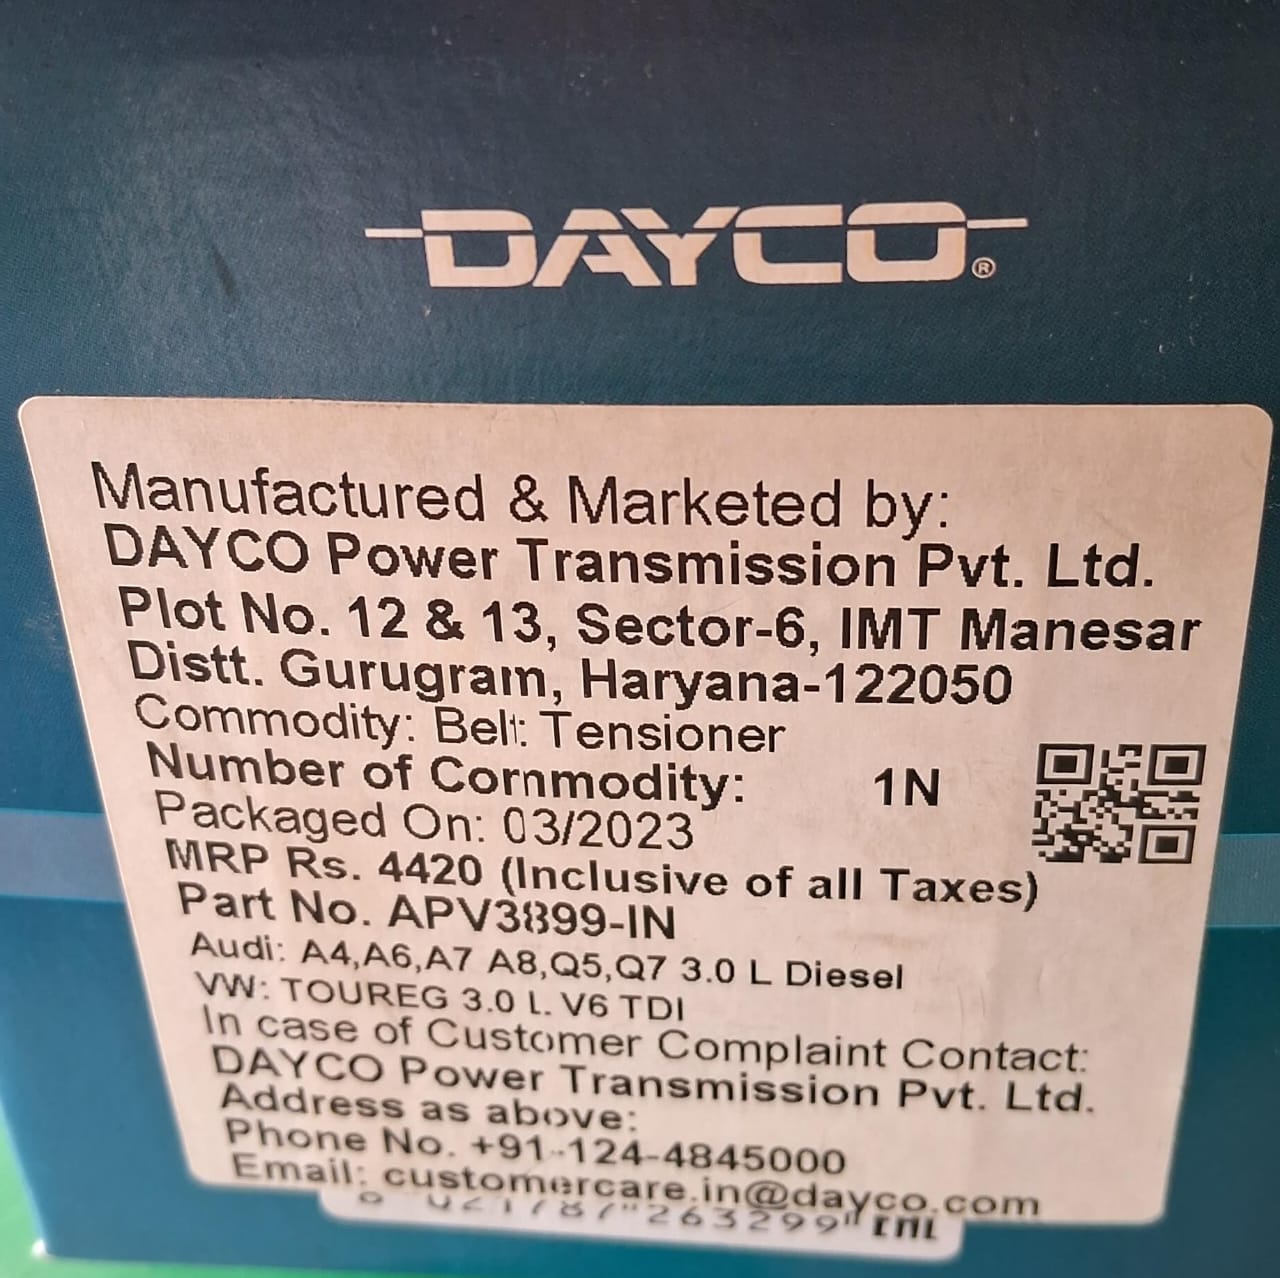 DAYCO®
Manufactured & Marketed by:
DAYCO Power Transmission Pvt. Ltd.
Plot No. 12 & 13, Sector-6, IMT Manesar
Distt. Gurugram, Haryana-122050
Commodity: Belt Tensioner
Number of Commodity: 1N
Packaged On: 03/2023
MRP Rs. 4420 (Inclusive of all Taxes)
Part No. APV3899-IN
Audi: A4,A6,A7 A8,Q5,Q7 3.0 L Diesel
VW: TOUREG 3.0 L. V6 TDI
In case of Customer Complaint Contact:
DAYCO Power Transmission Pvt. Ltd.
Address as above:
Phone No. +91-124-4845000
Email: customercare.in@dayco.com
263299